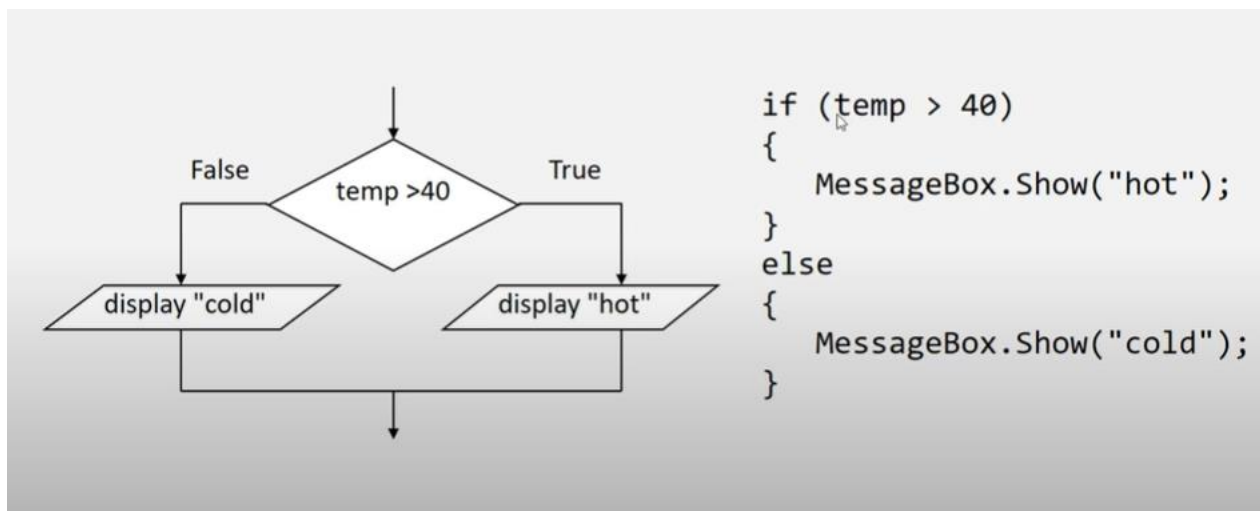 False
True
temp >40
display "cold"
display "hot"
if (temp > 40)
{
MessageBox.Show("hot");
}
else
{
MessageBox.Show("cold");
}